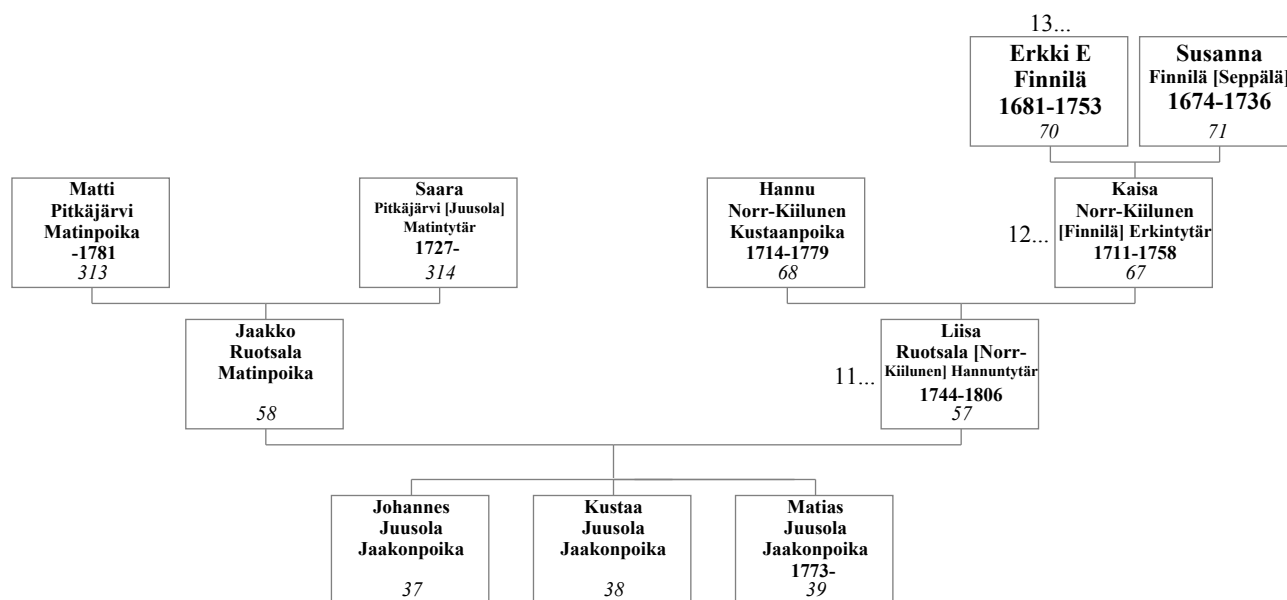 13...
Erkki E
Finnilä
1681-1753
70
Susanna
Finnilä [Seppälä]
1674-1736
71
Matti
Pitkäjärvi
Matinpoika
-1781
313
Saara
Pitkäjärvi [Juusola]
Matintytär
1727-
314
Hannu
Norr-Kiilunen
Kustaanpoika
1714-1779
68
12...
Kaisa
Norr-Kiilunen
[Finnilä] Erkintytär
1711-1758
67
Jaakko
Ruotsala
Matinpoika
58
11...
Liisa
Ruotsala [Norr-
Kiilunen] Hannuntytär
1744-1806
57
Johannes
Juusola
Jaakonpoika
37
Kustaa
Juusola
Jaakonpoika
38
Matias
Juusola
Jaakonpoika
1773-
39